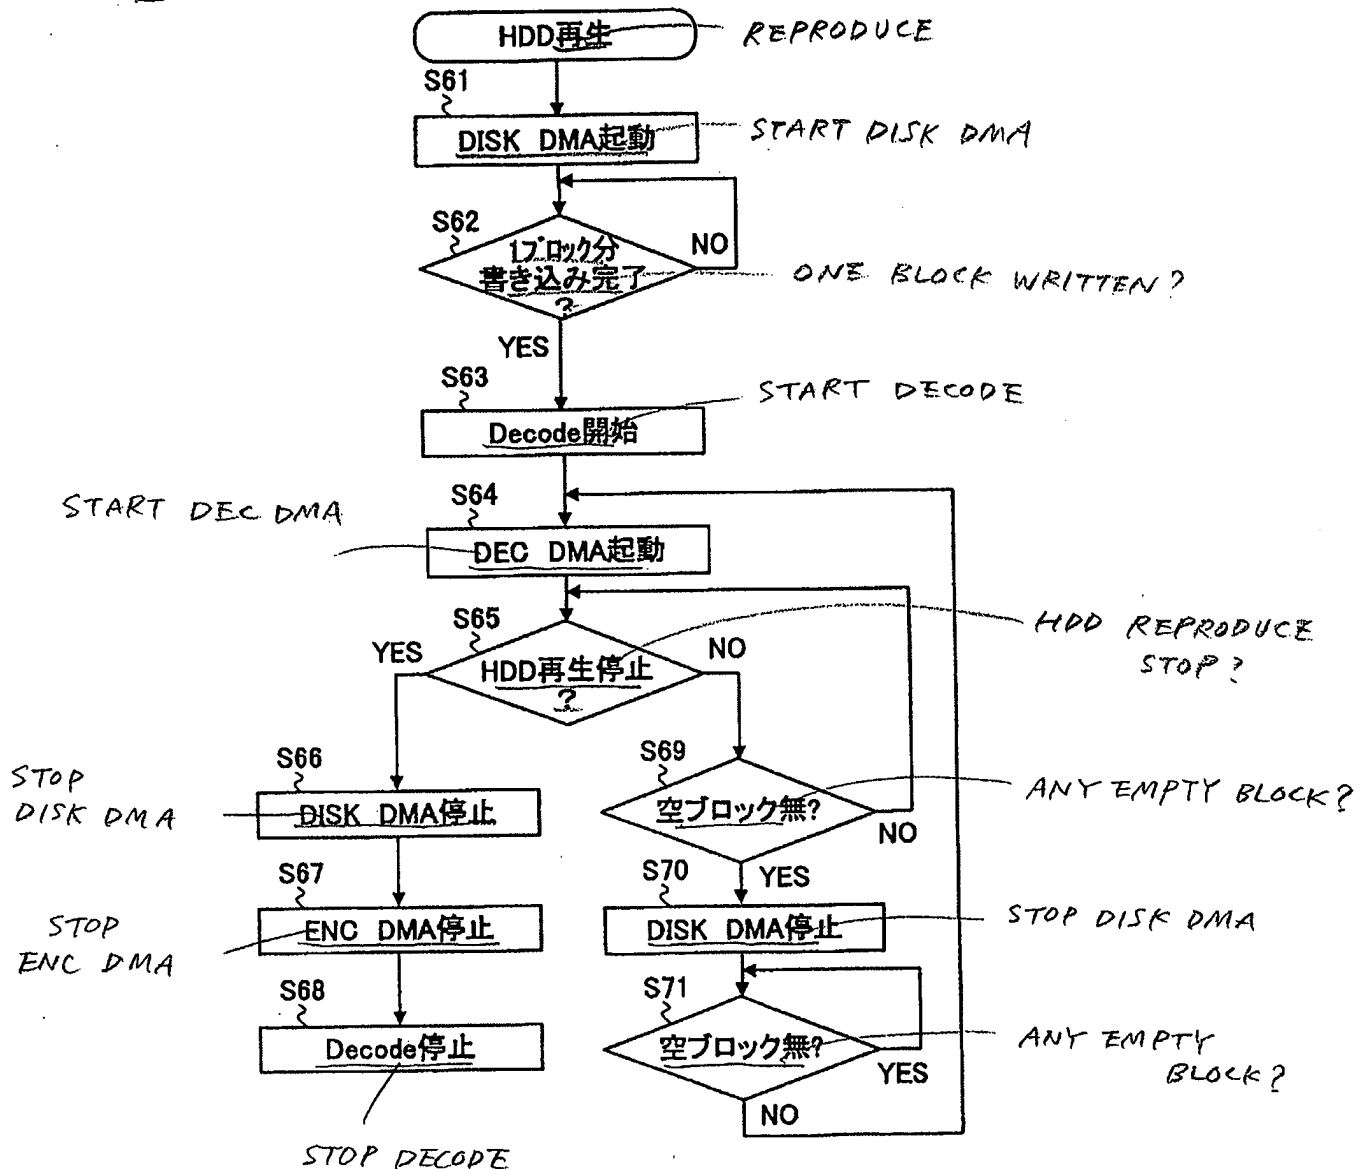 HDD再生
REPRODUCE
S61
DISK DMA起動
START DISK DMA
S62
1ブロック分
書き込み完了
?
NO
ONE BLOCK WRITTEN?
YES
S63
Decode開始
START DECODE
S64
DEC DMA起動
START DEC DMA
S65
YES
HDD再生停止
?
NO
HDD REPRODUCE
STOP?
S66
DISK DMA停止
STOP
DISK DMA
S69
空ブロック無?
NO
ANY EMPTY BLOCK?
YES
S67
ENC DMA停止
STOP
ENC DMA
S70
DISK DMA停止
STOP DISK DMA
S68
Decode停止
STOP DECODE
S71
空ブロック無?
YES
ANY EMPTY
BLOCK?
NO